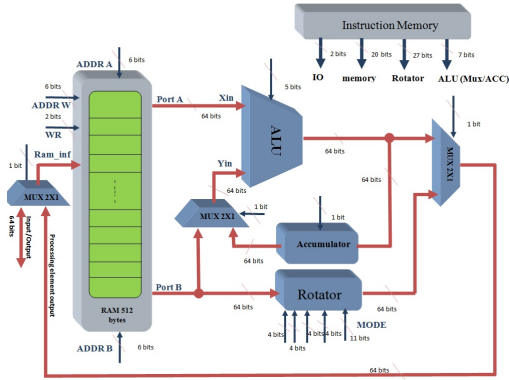 Instruction Memory
2 bits
20 bits
27 bits
7 bits
IO
memory
Rotator
ALU (Mux/ACC)
ADDR A
6 bits
6 bits
ADDR W
2 bits
WR
Ram_inf
1 bit
MUX 2X1
Input/Output
64 bits
Processing element output
Port A
64 bits
Xin
5 bits
ALU
Yin
64 bits
64 bits
1 bit
MUX 2X1
64 bits
64 bits
MUX 2X1
1 bit
64 bits
1 bit
Accumulator
64 bits
Port B
64 bits
Rotator
64 bits
MODE
4 bits
4 bits
4 bits
4 bits
11 bits
RAM 512
bytes
ADDR B
6 bits
64 bits